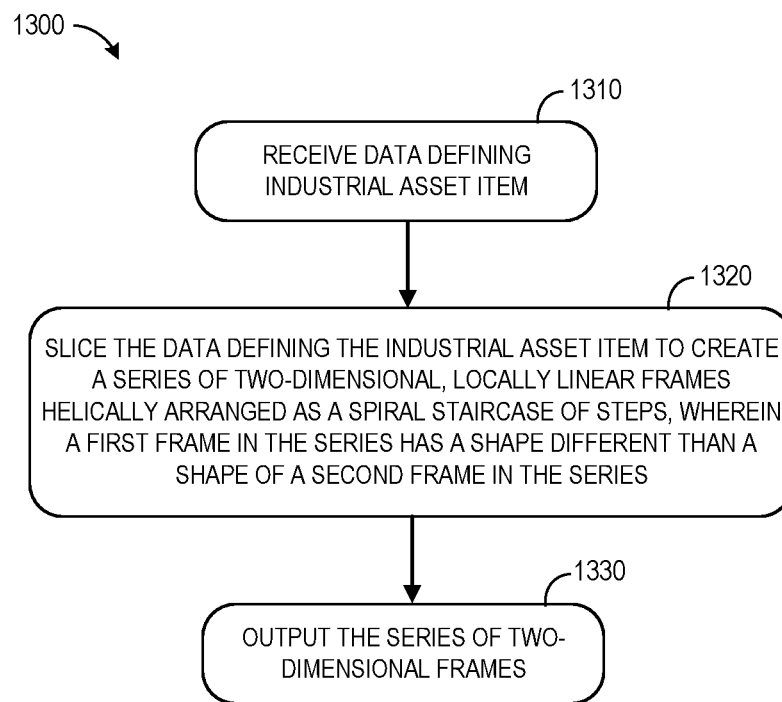 1300
1310
RECEIVE DATA DEFINING
INDUSTRIAL ASSET ITEM
1320
SLICE THE DATA DEFINING THE INDUSTRIAL ASSET ITEM TO CREATE
A SERIES OF TWO-DIMENSIONAL, LOCALLY LINEAR FRAMES
HELICALLY ARRANGED AS A SPIRAL STAIRCASE OF STEPS, WHEREIN
A FIRST FRAME IN THE SERIES HAS A SHAPE DIFFERENT THAN A
SHAPE OF A SECOND FRAME IN THE SERIES
1330
OUTPUT THE SERIES OF TWO-
DIMENSIONAL FRAMES